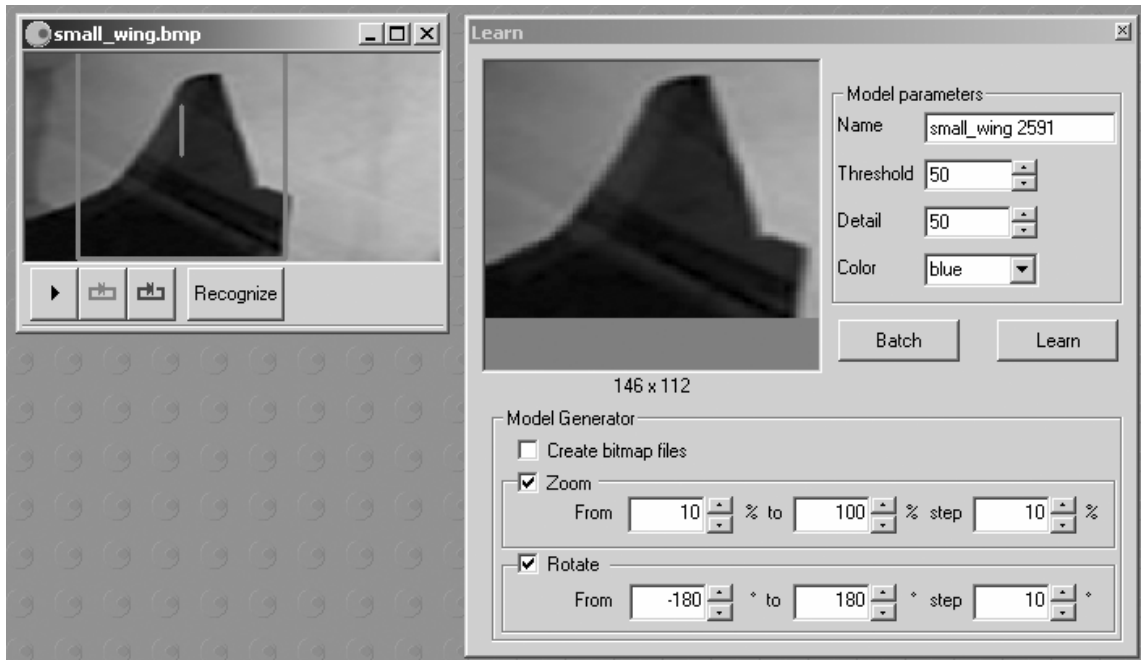 small_wing.bmp
Recognize
Learn
146 x 112
Model parameters
Name small_wing 2591
Threshold 50
Detail 50
Color blue
Batch Learn
Model Generator
Create bitmap files
Zoom
From 10 % to 100 % step 10 %
Rotate
From -180 ° to 180 ° step 10 °